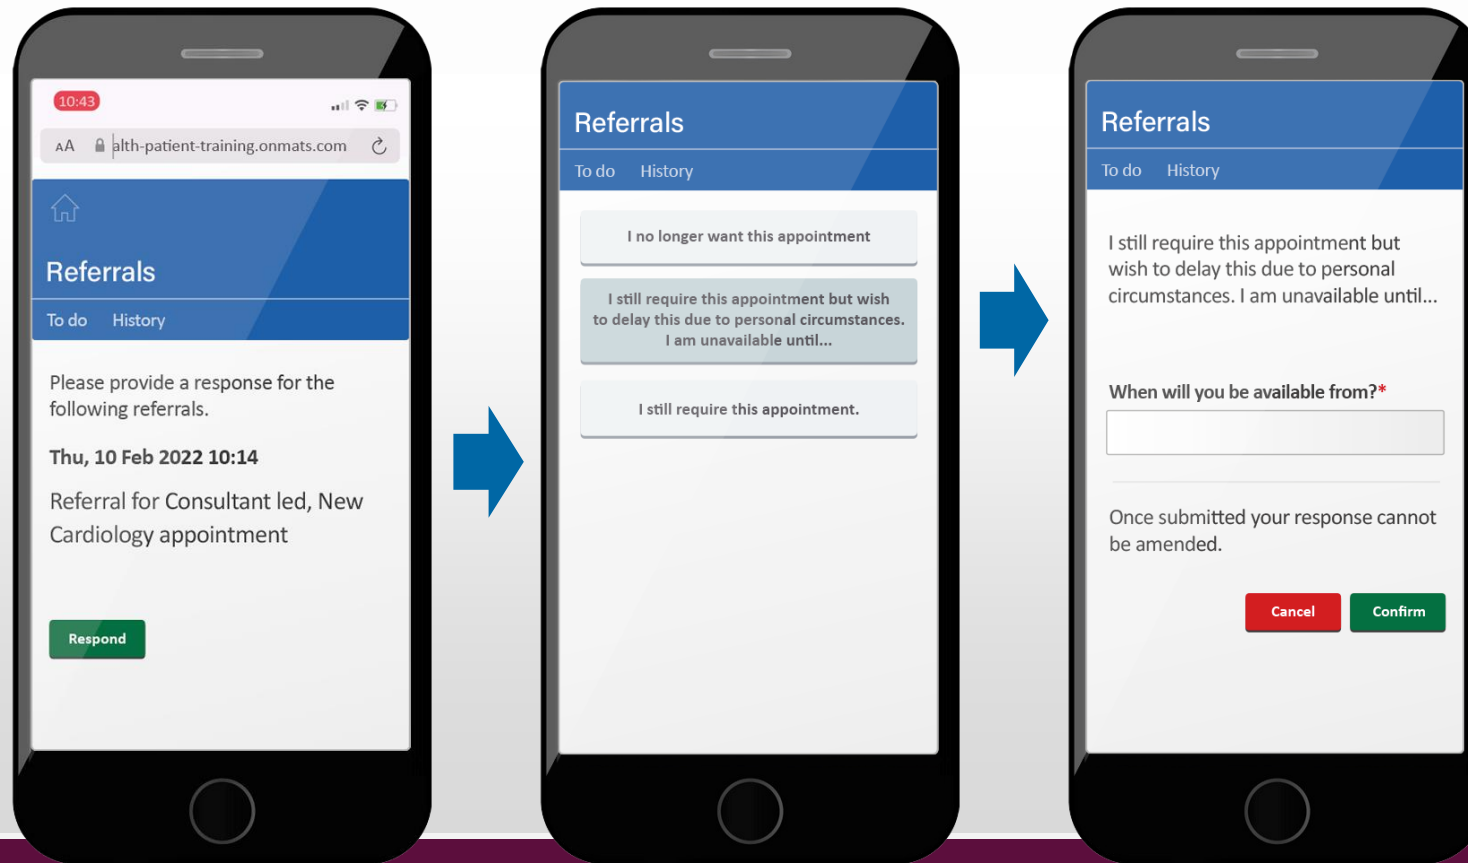 10:43
AA alth-patient-training.onmats.com
Referrals
To do History
Please provide a response for the
following referrals.
Thu, 10 Feb 2022 10:14
Referral for Consultant led, New
Cardiology appointment
Respond
Referrals
To do History
I no longer want this appointment
I still require this appointment but wish
to delay this due to personal circumstances.
I am unavailable until...
I still require this appointment.
Referrals
To do History
I still require this appointment but
wish to delay this due to personal
circumstances. I am unavailable until...
When will you be available from?*
Once submitted your response cannot
be amended.
Cancel Confirm